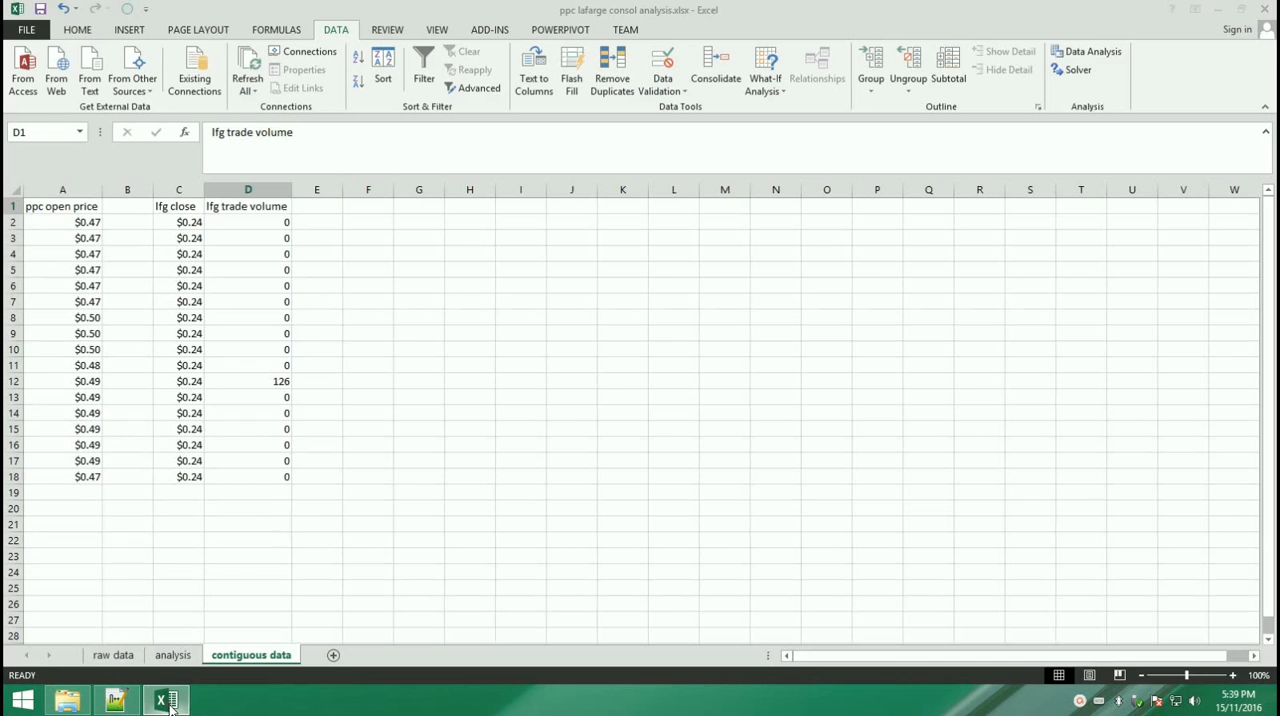 ppc lafarge consol analysis.xlsx - Excel
FILE HOME INSERT PAGE LAYOUT FORMULAS DATA REVIEW VIEW ADD-INS POWERPIVOT TEAM Sign in
From Access From Web From Text From Other Sources Existing Connections Refresh All Connections Properties Edit Links Sort Filter Clear Reapply Advanced Text to Columns Flash Fill Remove Duplicates Data Validation Consolidate What-If Analysis Relationships Group Ungroup Subtotal Show Detail Hide Detail Data Analysis Solver
Get External Data Connections Sort & Filter Data Tools Outline Analysis
D1 fx lfg trade volume
A B C D E F G H I J K L M N O P Q R S T U V W
1 ppc open price lfg close lfg trade volume
2 $0.47 $0.24 0
3 $0.47 $0.24 0
4 $0.47 $0.24 0
5 $0.47 $0.24 0
6 $0.47 $0.24 0
7 $0.47 $0.24 0
8 $0.50 $0.24 0
9 $0.50 $0.24 0
10 $0.50 $0.24 0
11 $0.48 $0.24 0
12 $0.49 $0.24 126
13 $0.49 $0.24 0
14 $0.49 $0.24 0
15 $0.49 $0.24 0
16 $0.49 $0.24 0
17 $0.49 $0.24 0
18 $0.47 $0.24 0
19
20
21
22
23
24
25
26
27
28
raw data analysis contiguous data
READY 100%
5:39 PM
15/11/2016